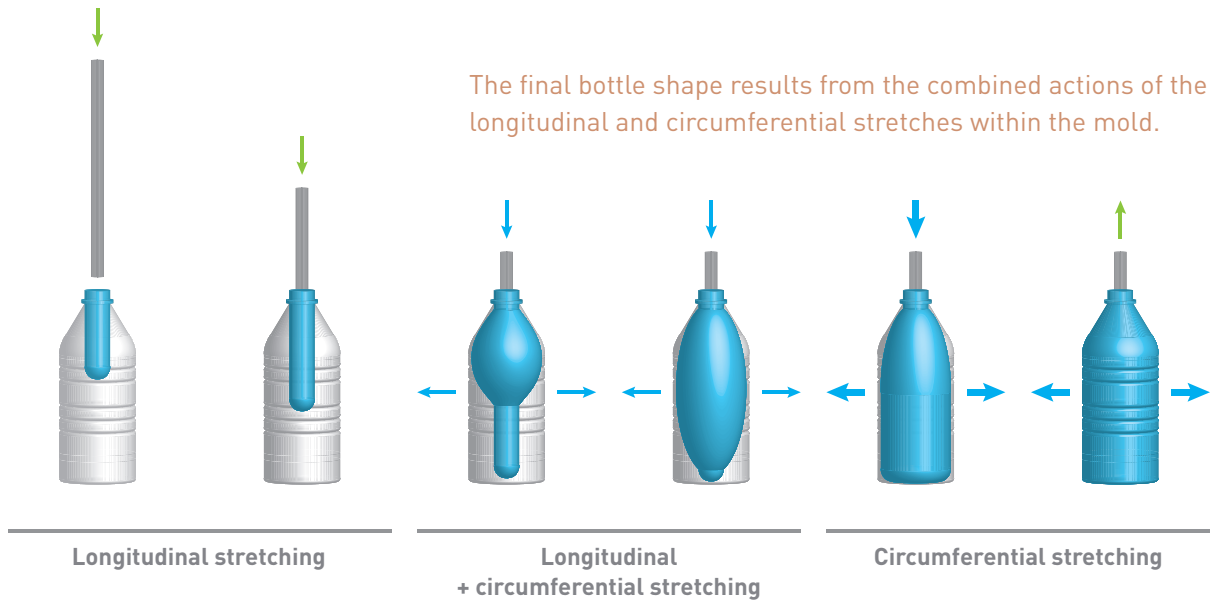 The final bottle shape results from the combined actions of the
longitudinal and circumferential stretches within the mold.
Longitudinal stretching
Longitudinal
+ circumferential stretching
Circumferential stretching